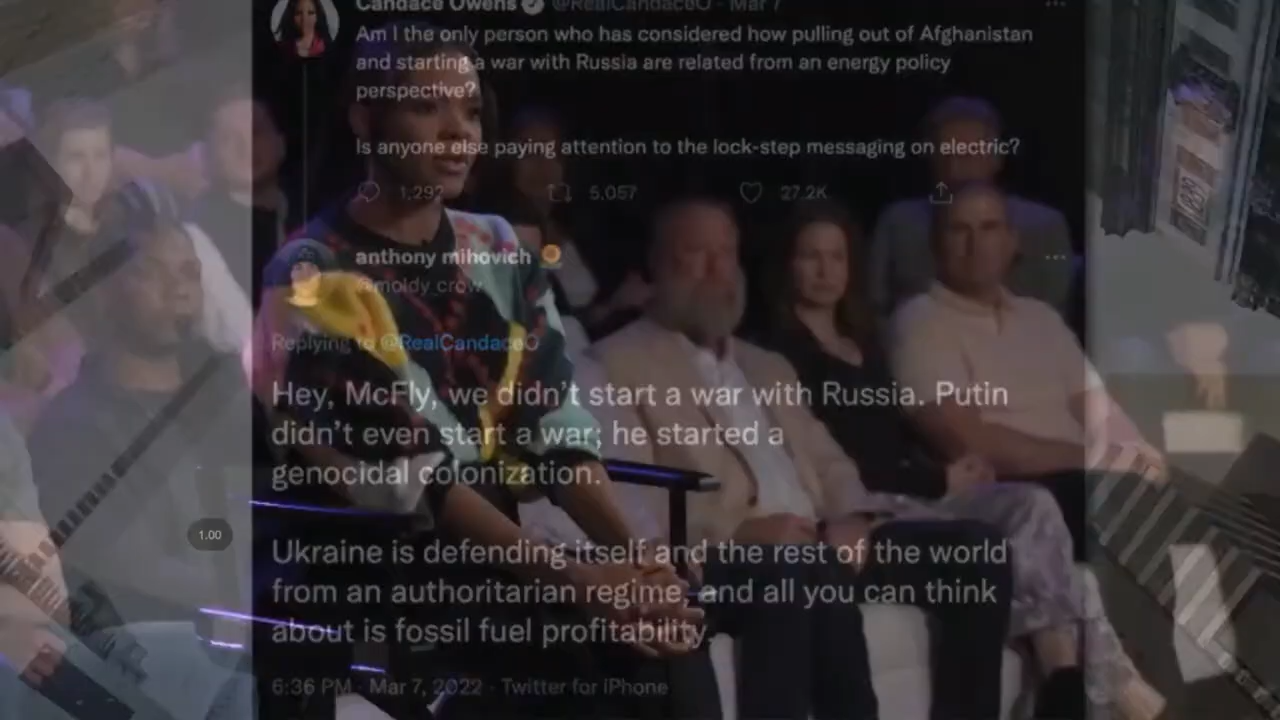 Candace Owens @RealCandaceO · Mar 7
Am I the only person who has considered how pulling out of Afghanistan
and starting a war with Russia are related from an energy policy
perspective?
Is anyone else paying attention to the lock-step messaging on electric?
1,292 5,057 27.2K
anthony mihovich
@moldy_crow
Replying to @RealCandaceO
Hey, McFly, we didn't start a war with Russia. Putin
didn't even start a war; he started a
genocidal colonization.
1.00
Ukraine is defending itself and the rest of the world
from an authoritarian regime, and all you can think
about is fossil fuel profitability.
6:36 PM · Mar 7, 2022 · Twitter for iPhone